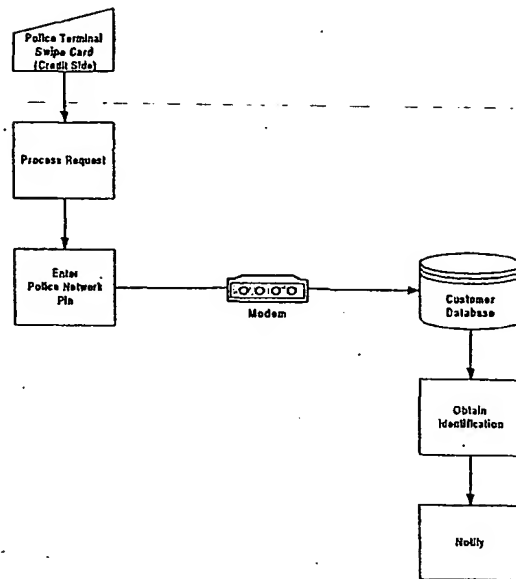 Police Terminal
Swipe Card
(Credit Side)
Process Request
Enter
Police Network
Pin
Modem
Customer
Database
Obtain
Identification
Notify